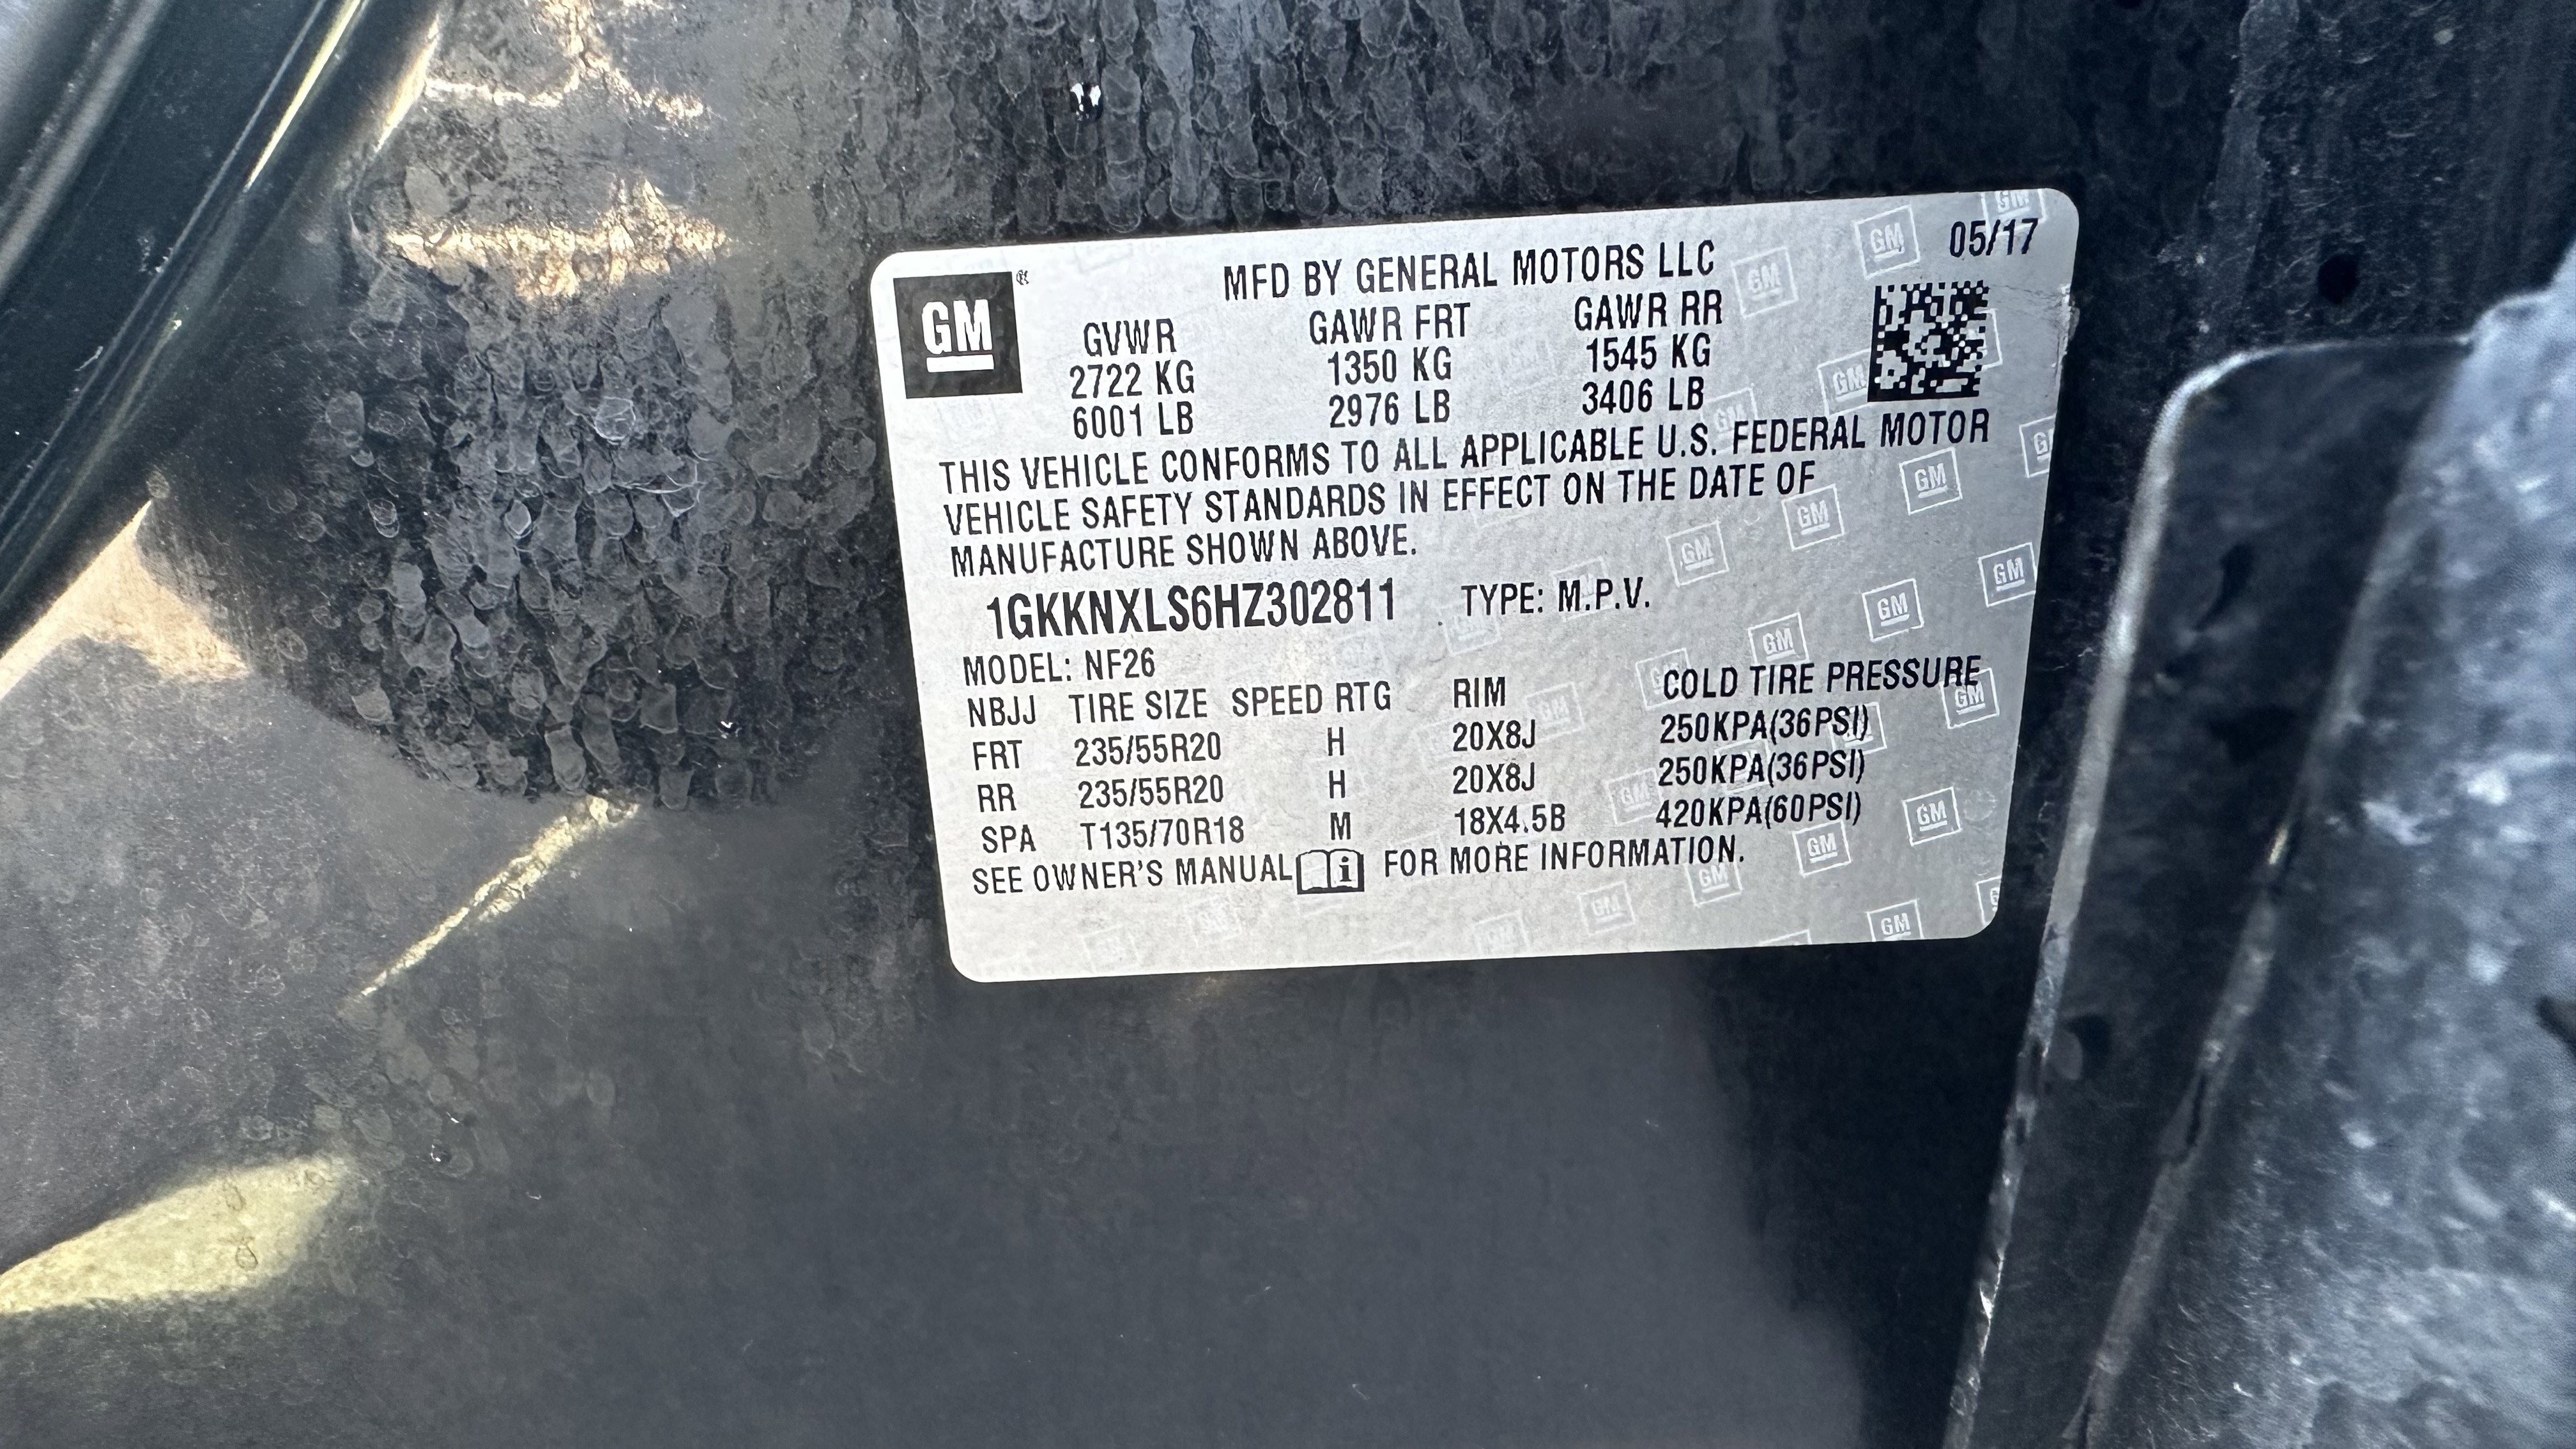 GM ®
MFD BY GENERAL MOTORS LLC 05/17
GVWR GAWR FRT GAWR RR
2722 KG 1350 KG 1545 KG
6001 LB 2976 LB 3406 LB
THIS VEHICLE CONFORMS TO ALL APPLICABLE U.S. FEDERAL MOTOR
VEHICLE SAFETY STANDARDS IN EFFECT ON THE DATE OF
MANUFACTURE SHOWN ABOVE.
1GKKNXLS6HZ302811 TYPE: M.P.V.
MODEL: NF26
NBJJ TIRE SIZE SPEED RTG RIM COLD TIRE PRESSURE
FRT 235/55R20 H 20X8J 250KPA(36PSI)
RR 235/55R20 H 20X8J 250KPA(36PSI)
SPA T135/70R18 M 18X4.5B 420KPA(60PSI)
SEE OWNER'S MANUAL i FOR MORE INFORMATION.